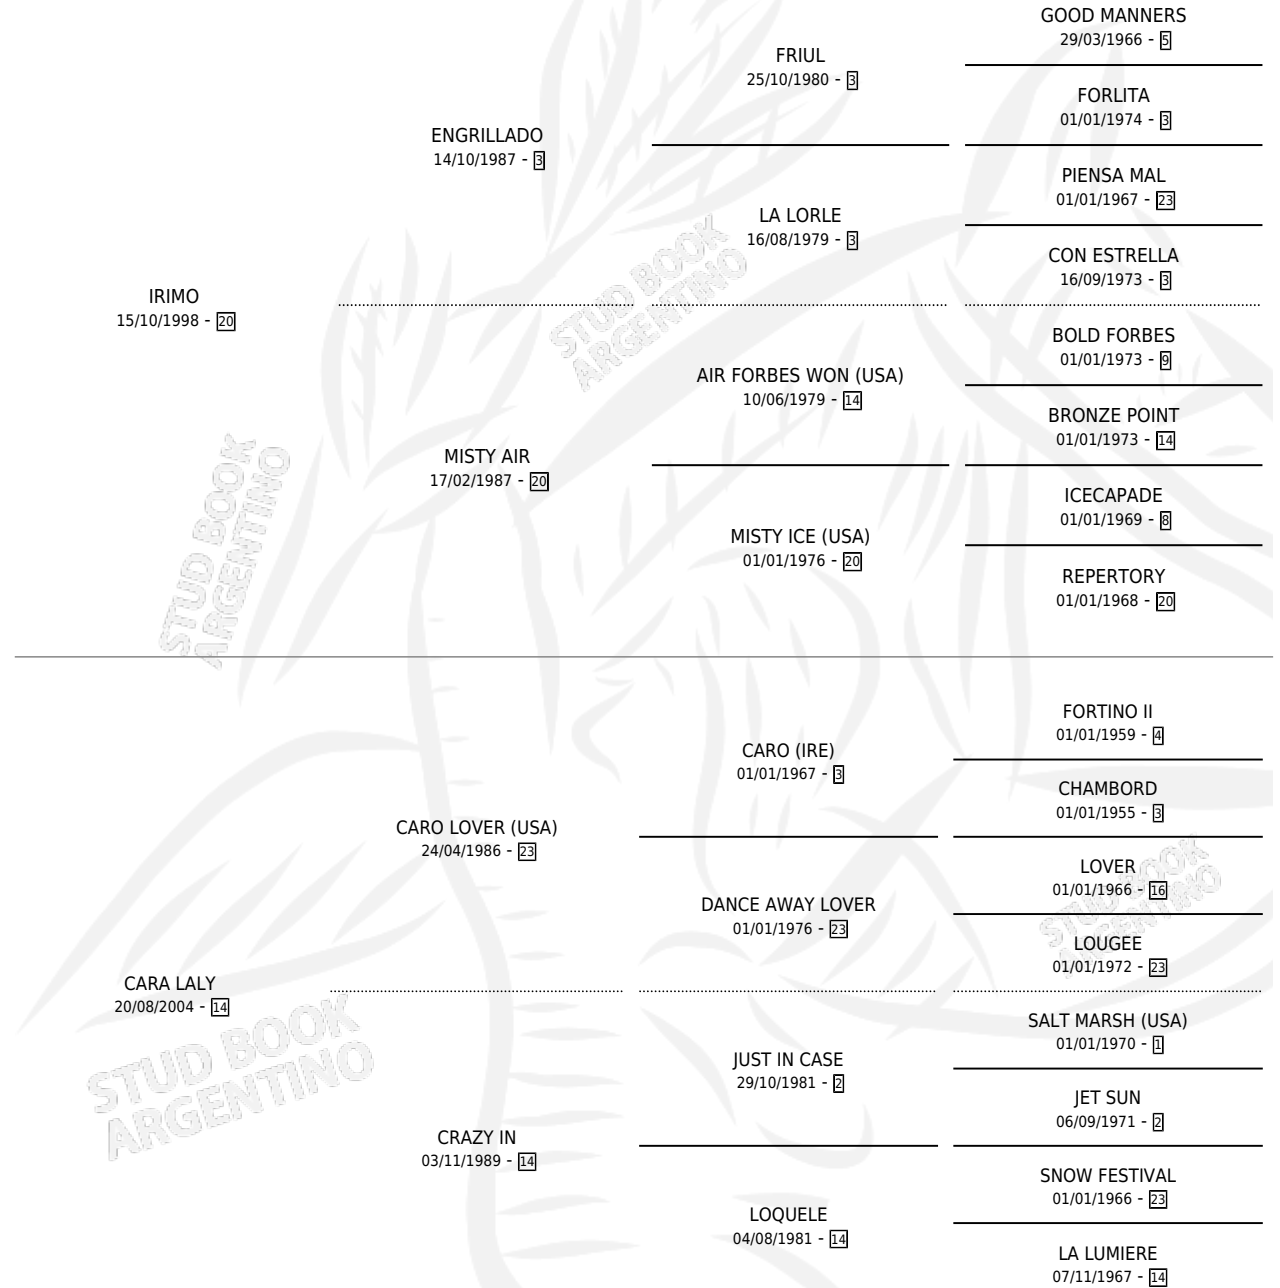 GOOD MANNERS
29/03/1966 - 5
FRIUL
25/10/1980 - 3
FORLITA
01/01/1974 - 3
ENGRILLADO
14/10/1987 - 3
PIENSA MAL
01/01/1967 - 23
LA LORLE
16/08/1979 - 3
CON ESTRELLA
16/09/1973 - 3
IRIMO
15/10/1998 - 20
STUD BOOK
ARGENTINO
BOLD FORBES
01/01/1973 - 9
AIR FORBES WON (USA)
10/06/1979 - 14
BRONZE POINT
01/01/1973 - 14
MISTY AIR
17/02/1987 - 20
ICECAPADE
01/01/1969 - 8
MISTY ICE (USA)
01/01/1976 - 20
REPERTORY
01/01/1968 - 20
STUD BOOK
ARGENTINO
FORTINO II
01/01/1959 - 4
CARO (IRE)
01/01/1967 - 3
CHAMBORD
01/01/1955 - 3
CARO LOVER (USA)
24/04/1986 - 23
LOVER
01/01/1966 - 16
DANCE AWAY LOVER
01/01/1976 - 23
LOUGEE
01/01/1972 - 23
STUD BOOK
ARGENTINO
CARA LALY
20/08/2004 - 14
SALT MARSH (USA)
01/01/1970 - 1
JUST IN CASE
29/10/1981 - 2
JET SUN
06/09/1971 - 2
STUD BOOK
ARGENTINO
CRAZY IN
03/11/1989 - 14
SNOW FESTIVAL
01/01/1966 - 23
LOQUELE
04/08/1981 - 14
LA LUMIERE
07/11/1967 - 14